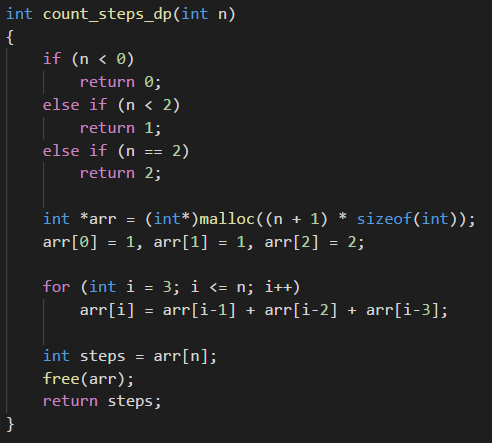 int count_steps_dp(int n)
{
    if (n < 0)
        return 0;
    else if (n < 2)
        return 1;
    else if (n == 2)
        return 2;

    int *arr = (int*)malloc((n + 1) * sizeof(int));
    arr[0] = 1, arr[1] = 1, arr[2] = 2;

    for (int i = 3; i <= n; i++)
        arr[i] = arr[i-1] + arr[i-2] + arr[i-3];

    int steps = arr[n];
    free(arr);
    return steps;
}